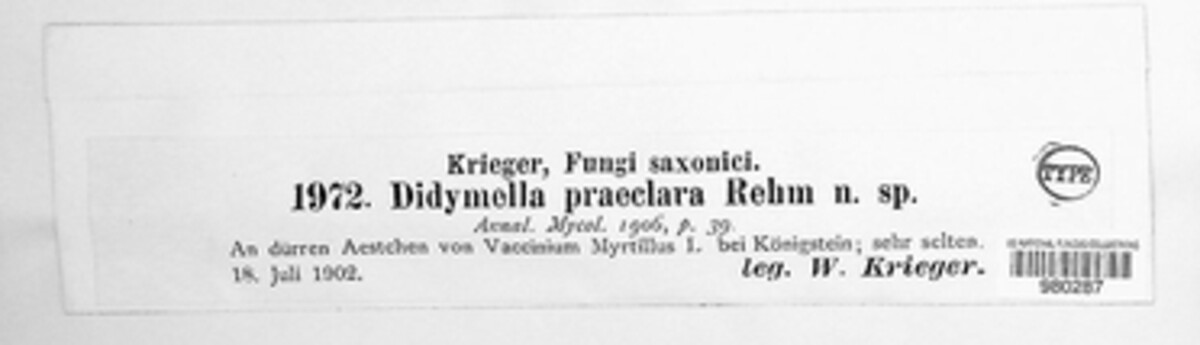 Krieger, Fungi saxonici.
1972. Didymella praeclara Rehm n. sp.
Annal. Mycol. 1906, p. 39.
An dürren Aestchen von Vaccinium Myrtillus L. bei Königstein; sehr selten.
18. Juli 1902.
leg. W. Krieger.
TYPE
980287